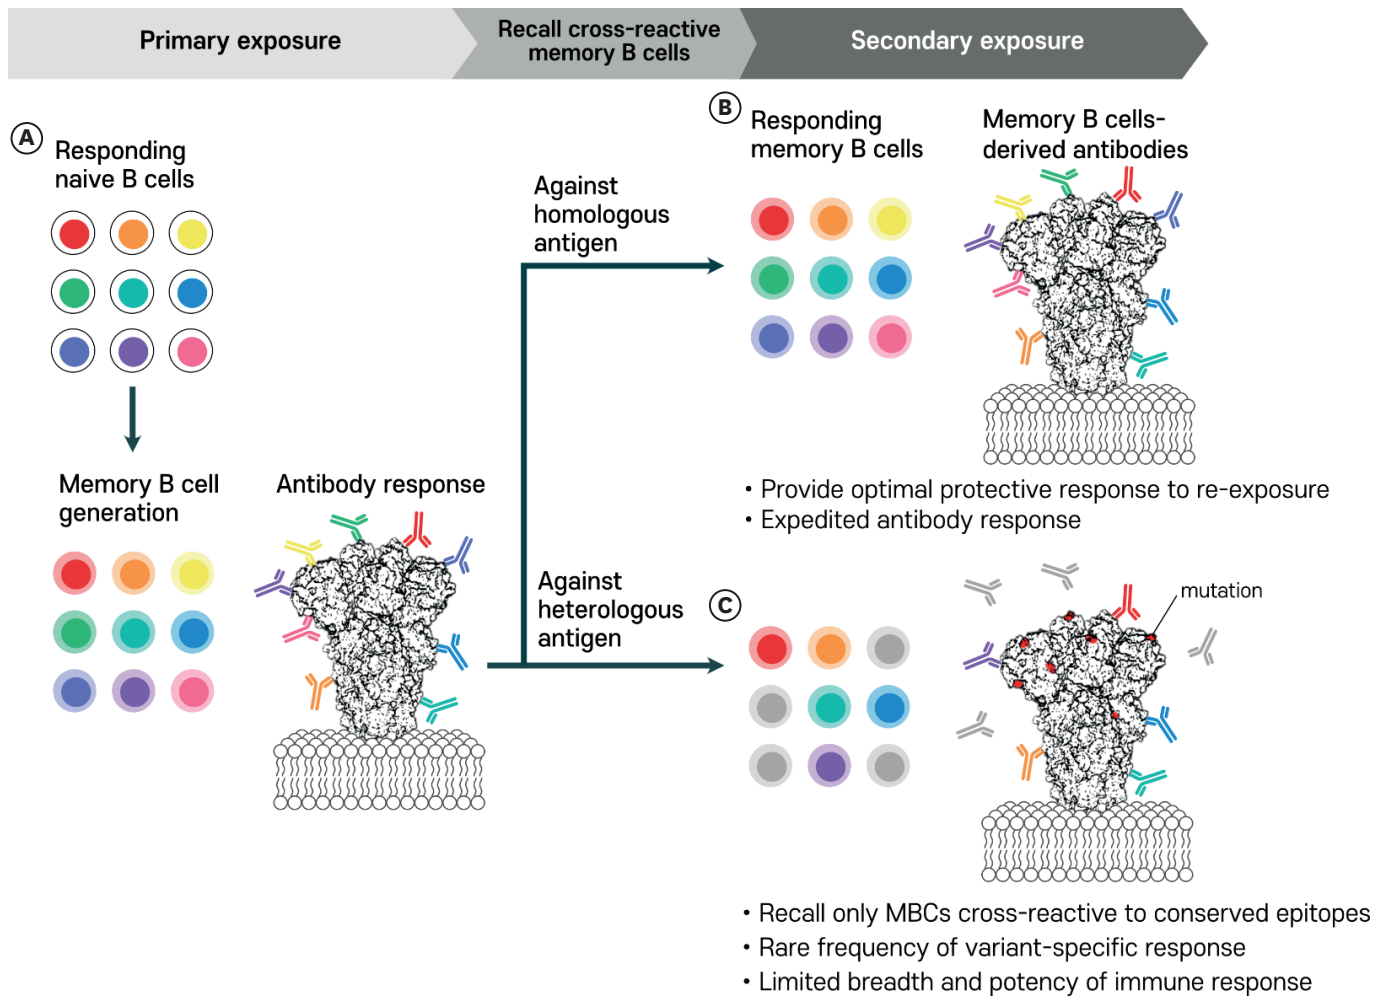 Primary exposure
Recall cross-reactive
memory B cells
Secondary exposure
A
Responding
naive B cells
Memory B cell
generation
Antibody response
Against
homologous
antigen
Against
heterologous
antigen
B
Responding
memory B cells
Memory B cells-
derived antibodies
• Provide optimal protective response to re-exposure
• Expedited antibody response
C
mutation
• Recall only MBCs cross-reactive to conserved epitopes
• Rare frequency of variant-specific response
• Limited breadth and potency of immune response